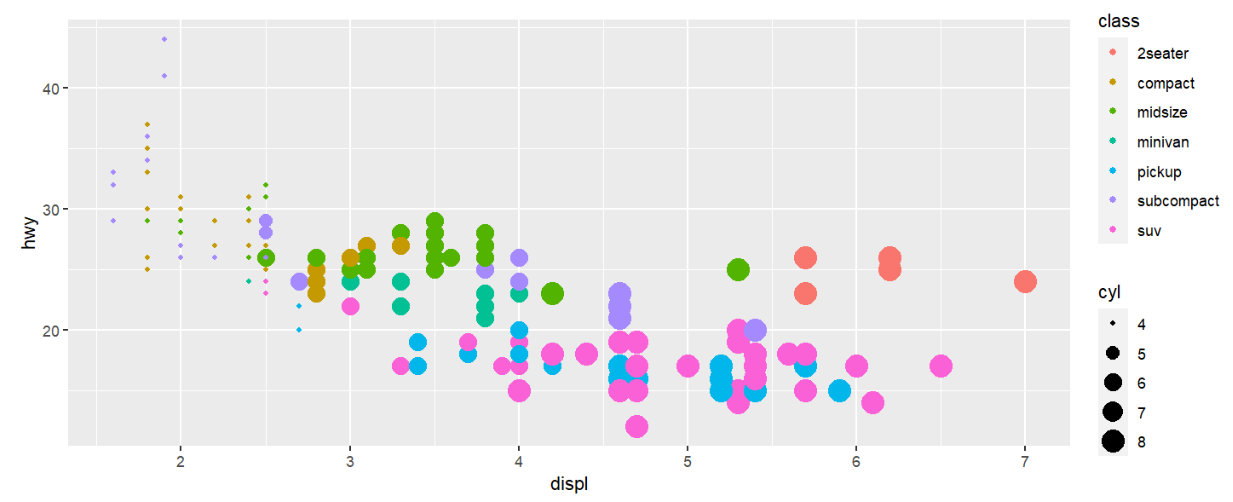 hwy
40
30
20
2 3 4 5 6 7
displ
class
2seater
compact
midsize
minivan
pickup
subcompact
suv
cyl
4
5
6
7
8